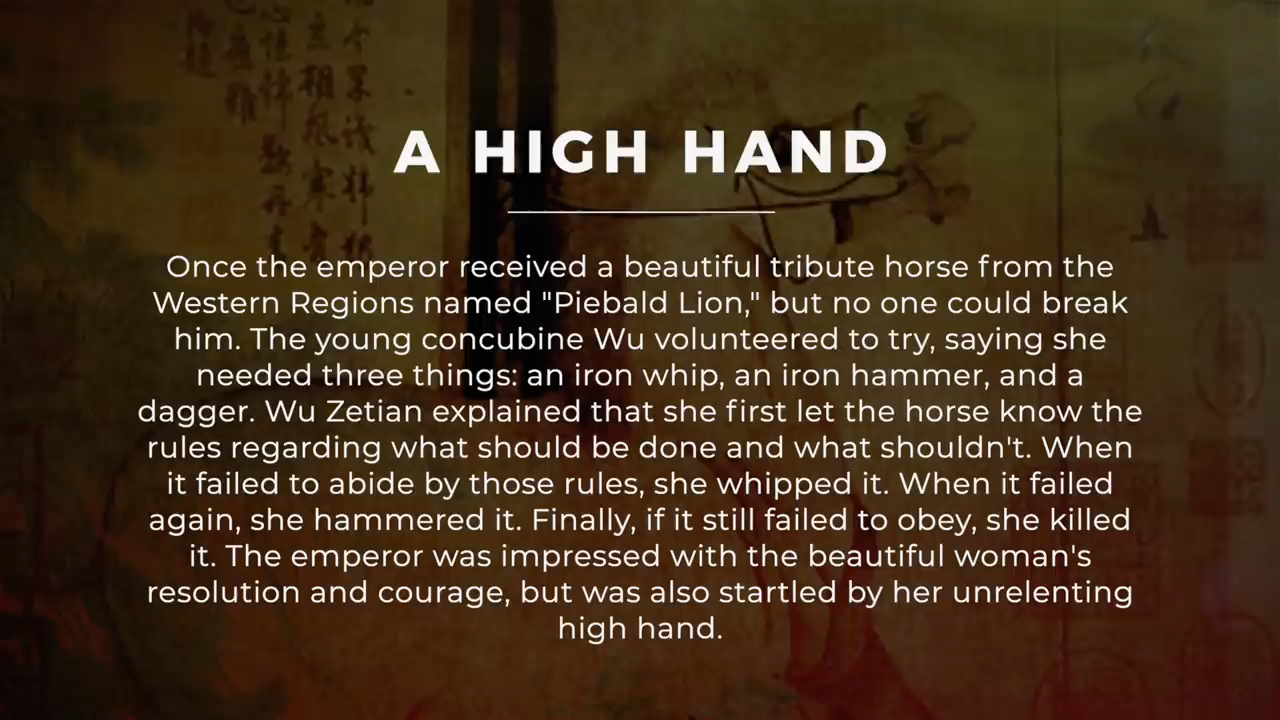 A HIGH HAND
Once the emperor received a beautiful tribute horse from the
Western Regions named "Piebald Lion," but no one could break
him. The young concubine Wu volunteered to try, saying she
needed three things: an iron whip, an iron hammer, and a
dagger. Wu Zetian explained that she first let the horse know the
rules regarding what should be done and what shouldn't. When
it failed to abide by those rules, she whipped it. When it failed
again, she hammered it. Finally, if it still failed to obey, she killed
it. The emperor was impressed with the beautiful woman's
resolution and courage, but was also startled by her unrelenting
high hand.